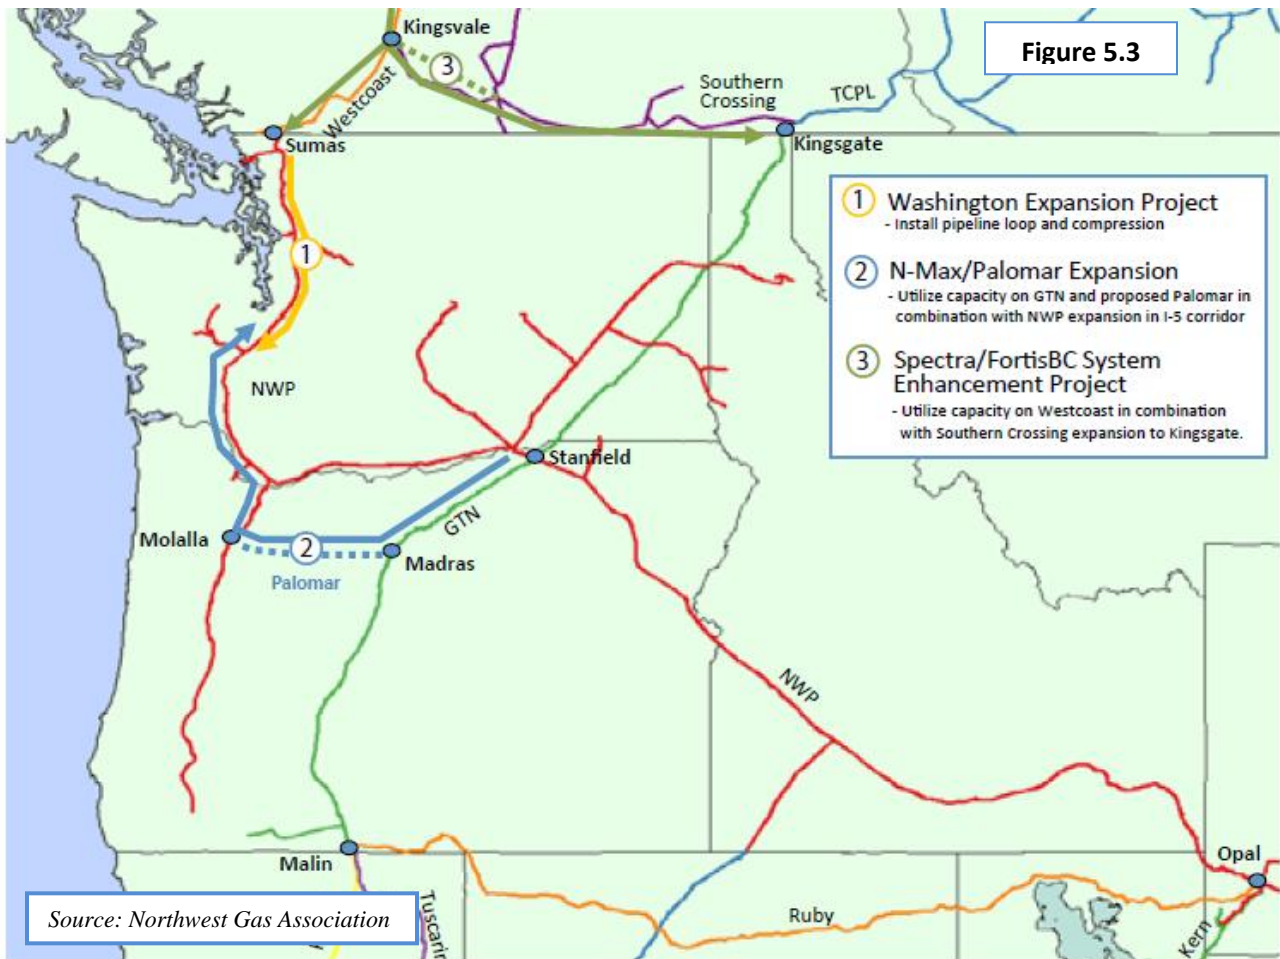 Kingsvale
Figure 5.3
3
Southern
Crossing
TCPL
Westcoast
Sumas
Kingsgate
1 Washington Expansion Project
- Install pipeline loop and compression
2 N-Max/Palomar Expansion
- Utilize capacity on GTN and proposed Palomar in
combination with NWP expansion in I-5 corridor
3 Spectra/FortisBC System
Enhancement Project
- Utilize capacity on Westcoast in combination
with Southern Crossing expansion to Kingsgate.
1
NWP
Stanfield
GTN
Molalla
2
Madras
Palomar
NWP
Malin
Opal
Ruby
Kern
Source: Northwest Gas Association